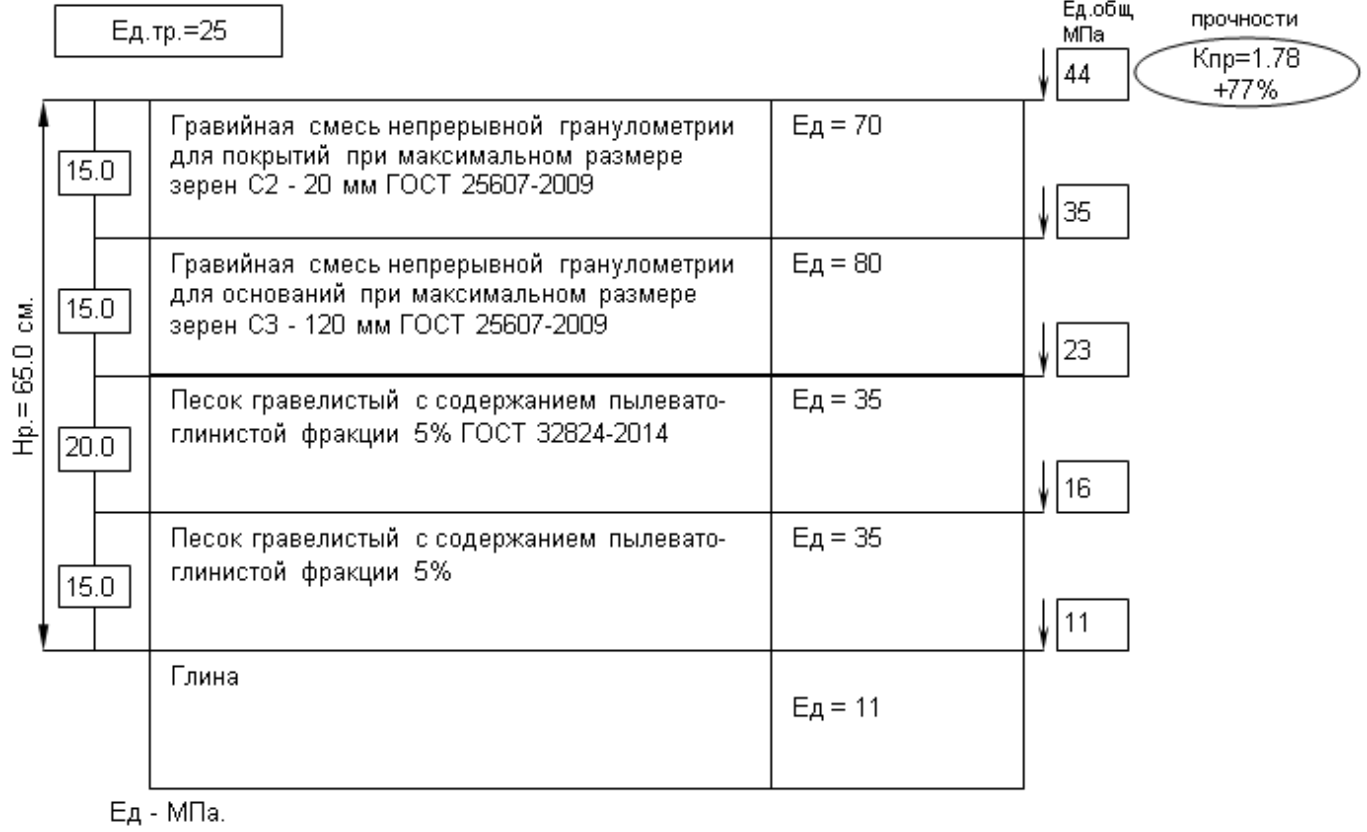 Ед.тр.=25
Ед.общ
МПа
прочности
44
Кпр=1.78
+77%
Нр.= 65.0 см.
15.0
Гравийная смесь непрерывной гранулометрии
для покрытий при максимальном размере
зерен С2 - 20 мм ГОСТ 25607-2009
Ед = 70
35
15.0
Гравийная смесь непрерывной гранулометрии
для оснований при максимальном размере
зерен С3 - 120 мм ГОСТ 25607-2009
Ед = 80
23
20.0
Песок гравелистый с содержанием пылевато-
глинистой фракции 5% ГОСТ 32824-2014
Ед = 35
16
15.0
Песок гравелистый с содержанием пылевато-
глинистой фракции 5%
Ед = 35
11
Глина
Ед = 11
Ед - МПа.